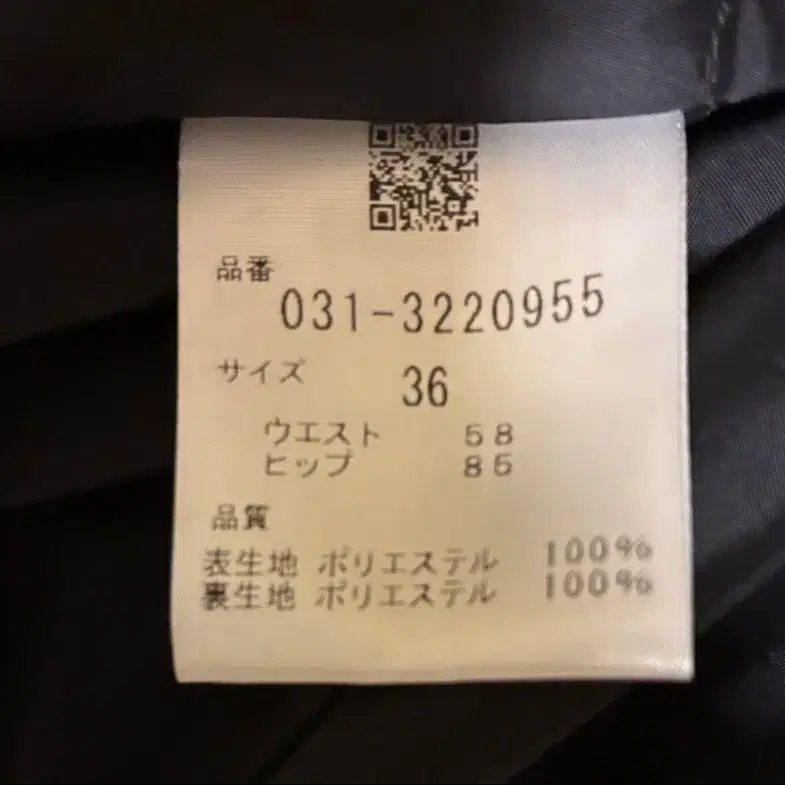 品番
031-3220955
サイズ 36
ウエスト 58
ヒップ 85
品質
表生地 ポリエステル 100%
裏生地 ポリエステル 100%